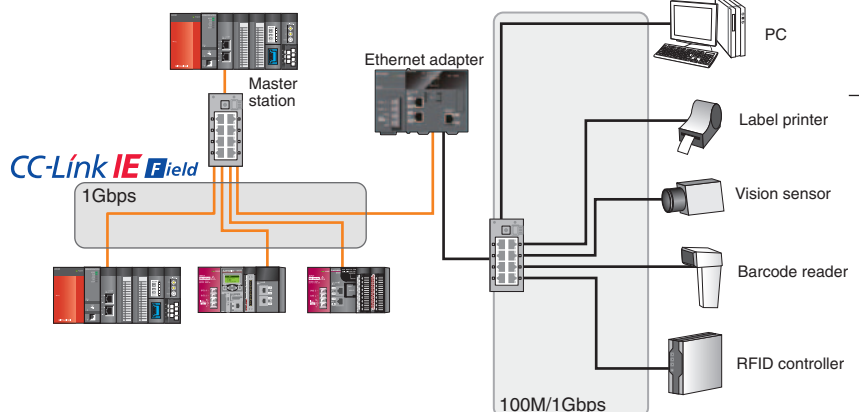 PC
Ethernet adapter
Master
station
Label printer
CC-Link IE Field
1Gbps
Vision sensor
Barcode reader
RFID controller
100M/1Gbps